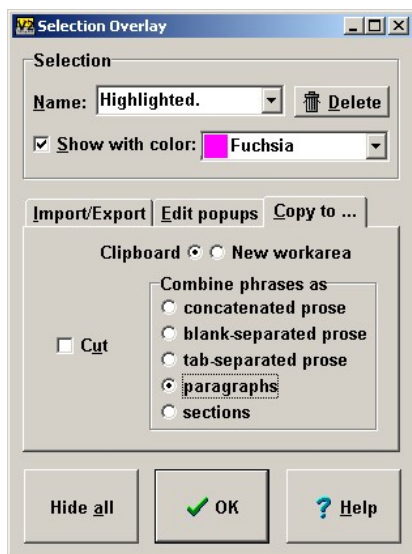 Selection Overlay
Selection
Name: Highlighted. Delete
Show with color: Fuchsia
Import/Export Edit popups Copy to ...
Clipboard New workarea
Combine phrases as
concatenated prose
blank-separated prose
Cut tab-separated prose
paragraphs
sections
Hide all OK ? Help